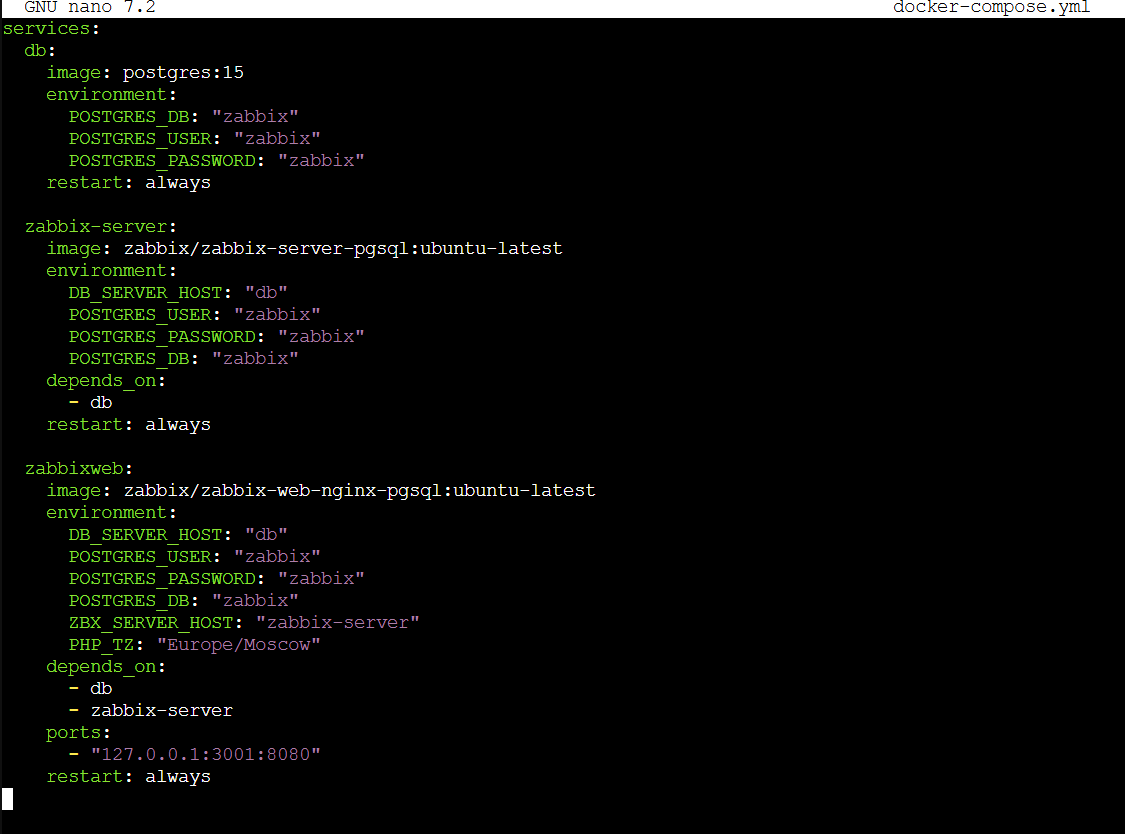 GNU nano 7.2 docker-compose.yml
services:
  db:
    image: postgres:15
    environment:
      POSTGRES_DB: "zabbix"
      POSTGRES_USER: "zabbix"
      POSTGRES_PASSWORD: "zabbix"
    restart: always

  zabbix-server:
    image: zabbix/zabbix-server-pgsql:ubuntu-latest
    environment:
      DB_SERVER_HOST: "db"
      POSTGRES_USER: "zabbix"
      POSTGRES_PASSWORD: "zabbix"
      POSTGRES_DB: "zabbix"
    depends_on:
      - db
    restart: always

  zabbixweb:
    image: zabbix/zabbix-web-nginx-pgsql:ubuntu-latest
    environment:
      DB_SERVER_HOST: "db"
      POSTGRES_USER: "zabbix"
      POSTGRES_PASSWORD: "zabbix"
      POSTGRES_DB: "zabbix"
      ZBX_SERVER_HOST: "zabbix-server"
      PHP_TZ: "Europe/Moscow"
    depends_on:
      - db
      - zabbix-server
    ports:
      - "127.0.0.1:3001:8080"
    restart: always